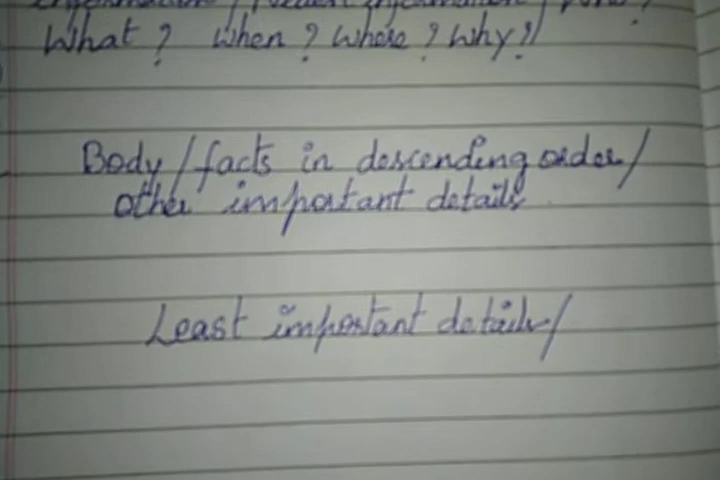 What? When? Where? Why?/
Body/facts in descending order/
other important details
Least important details/